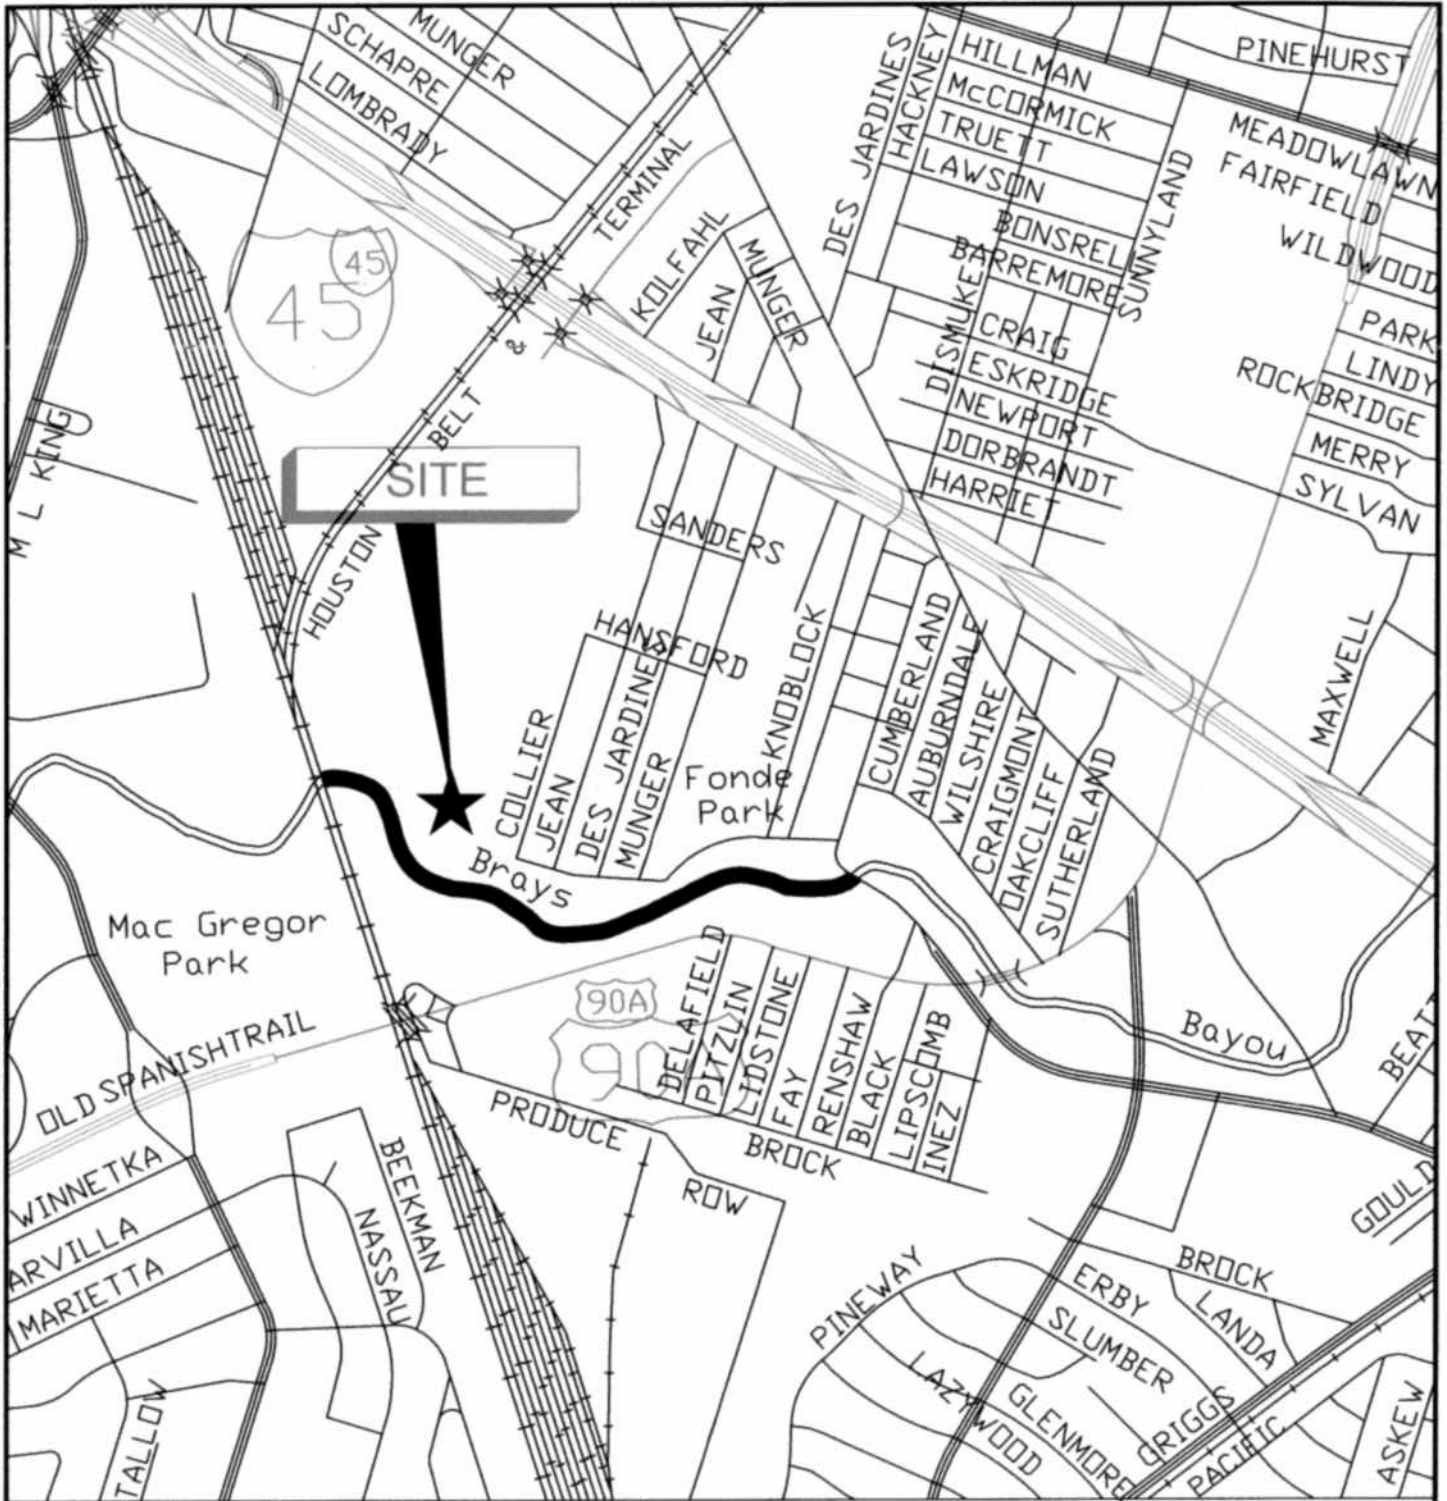 MUNGER
SCHAPRE
LOMBRADY
TERMINAL
DES JARDINES
HACKNEY
HILLMAN
McCORMICK
TRUETT
LAWSON
BONSREL
BARREMORE
SUNNYLAND
PINEHURST
MEADOWLAWN
FAIRFIELD
WILDWOOD
PARK
LINDY
ROCKBRIDGE
MERRY
SYLVAN
45
45
KOLFAHL
MUNGER
JEAN
DISMUKE
CRAIG
ESKRIDGE
NEWPORT
DORBRANDT
HARRIET
M L KING
HOUSTON
BELT
&
SITE
SANDERS
HANSFORD
KNOBLOCK
CUMBERLAND
AUBURNDALE
WILSHIRE
CRAIGMONT
OAKCLIFF
SUTHERLAND
MAXWELL
COLLIER
JEAN
DES JARDINES
MUNGER
Fonde
Park
Brays
Mac Gregor
Park
OLD SPANISHTRAIL
90A
90
DELAFIELD
PITZLIN
LIDSTONE
FAY
RENSHAW
BLACK
LIPSCOMB
INEZ
Bayou
BEAT
PRODUCE
ROW
BROCK
WINNETKA
ARVILLA
MARIETTA
BEEKMAN
NASSAU
TALLOW
GOULD
PINEWAY
BROCK
ERBY
LANDA
SLUMBER
LAZYWOOD
GLENMORE
GRIGGS
PACIFIC
ASKEW